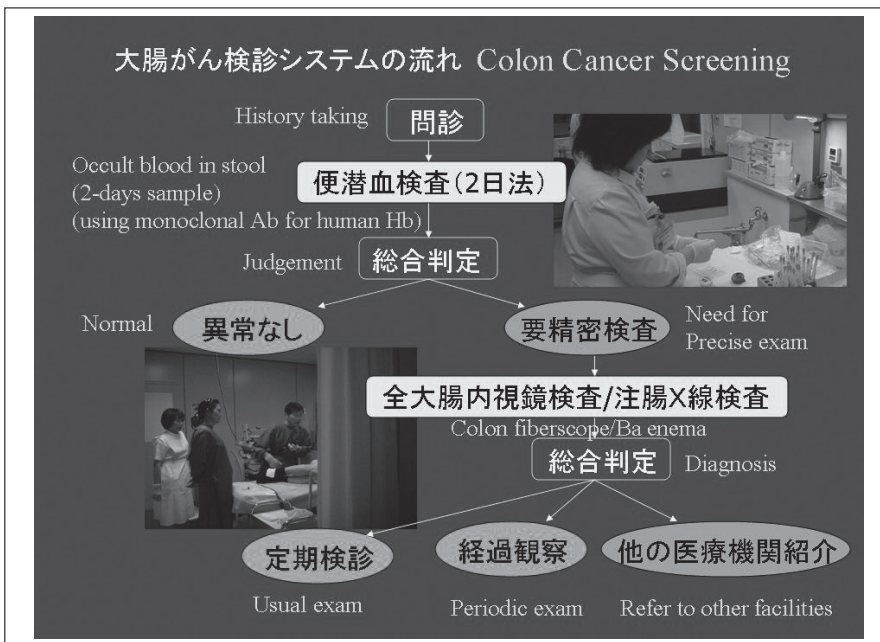 大腸がん検診システムの流れ Colon Cancer Screening
History taking 問診
Occult blood in stool
(2-days sample)
(using monoclonal Ab for human Hb)
便潜血検査(2日法)
Judgement 総合判定
Normal 異常なし
要精密検査 Need for
Precise exam
全大腸内視鏡検査/注腸X線検査
Colon fiberscope/Ba enema
総合判定 Diagnosis
定期検診 経過観察 他の医療機関紹介
Usual exam Periodic exam Refer to other facilities